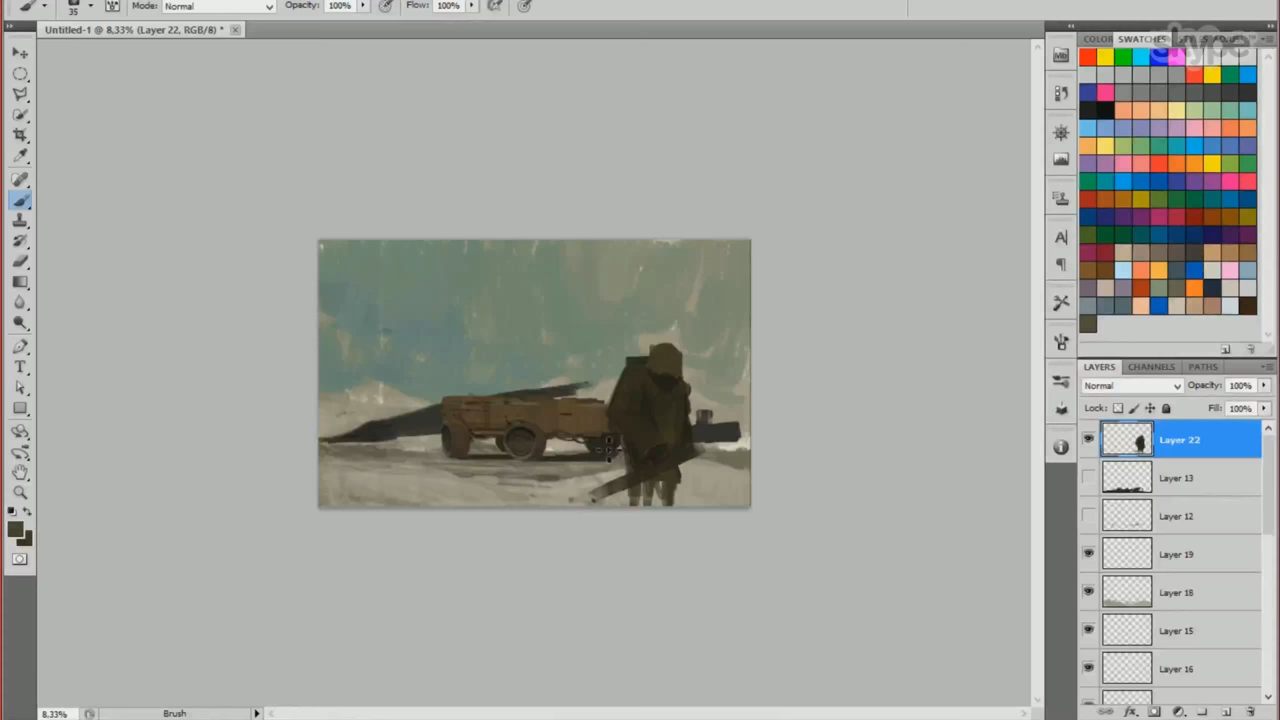 35 Mode: Normal Opacity: 100% Flow: 100%
Untitled-1 @ 8,33% (Layer 22, RGB/8) *
COLOR SWATCHES
skype
LAYERS CHANNELS PATHS
Normal Opacity: 100%
Lock: Fill: 100%
Layer 22
Layer 13
Layer 12
Layer 19
Layer 18
Layer 15
Layer 16
8,33% Brush